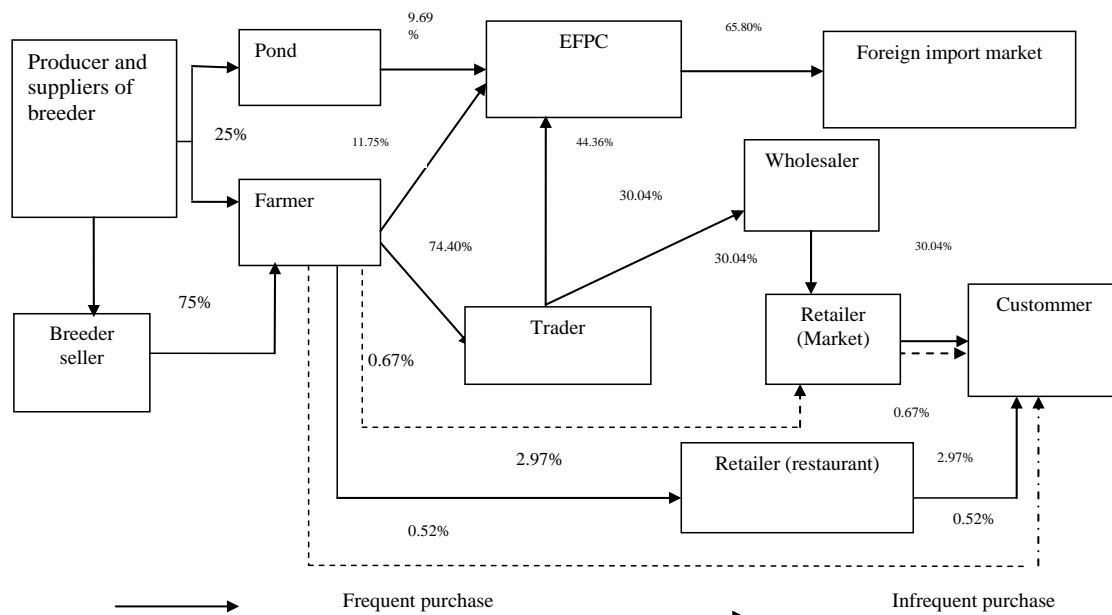 9.69
%
EFPC
65.80%
Foreign import market
Pond
Producer and
suppliers of
breeder
25%
11.75%
44.36%
Wholesaler
Farmer
30.04%
74.40%
30.04%
30.04%
75%
Breeder
seller
Trader
0.67%
Retailer
(Market)
Custommer
0.67%
2.97%
Retailer (restaurant)
2.97%
0.52%
0.52%
Frequent purchase
Infrequent purchase